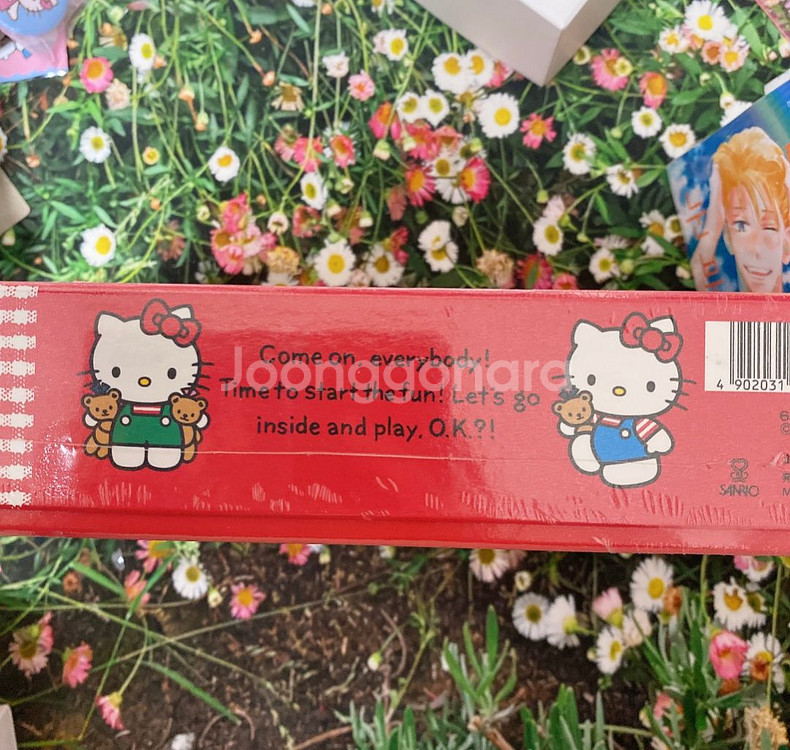 Come on, everybody!
Time to start the fun! Let's go
inside and play, O.K.?!
Joonggonara
4 902031
SANRIO